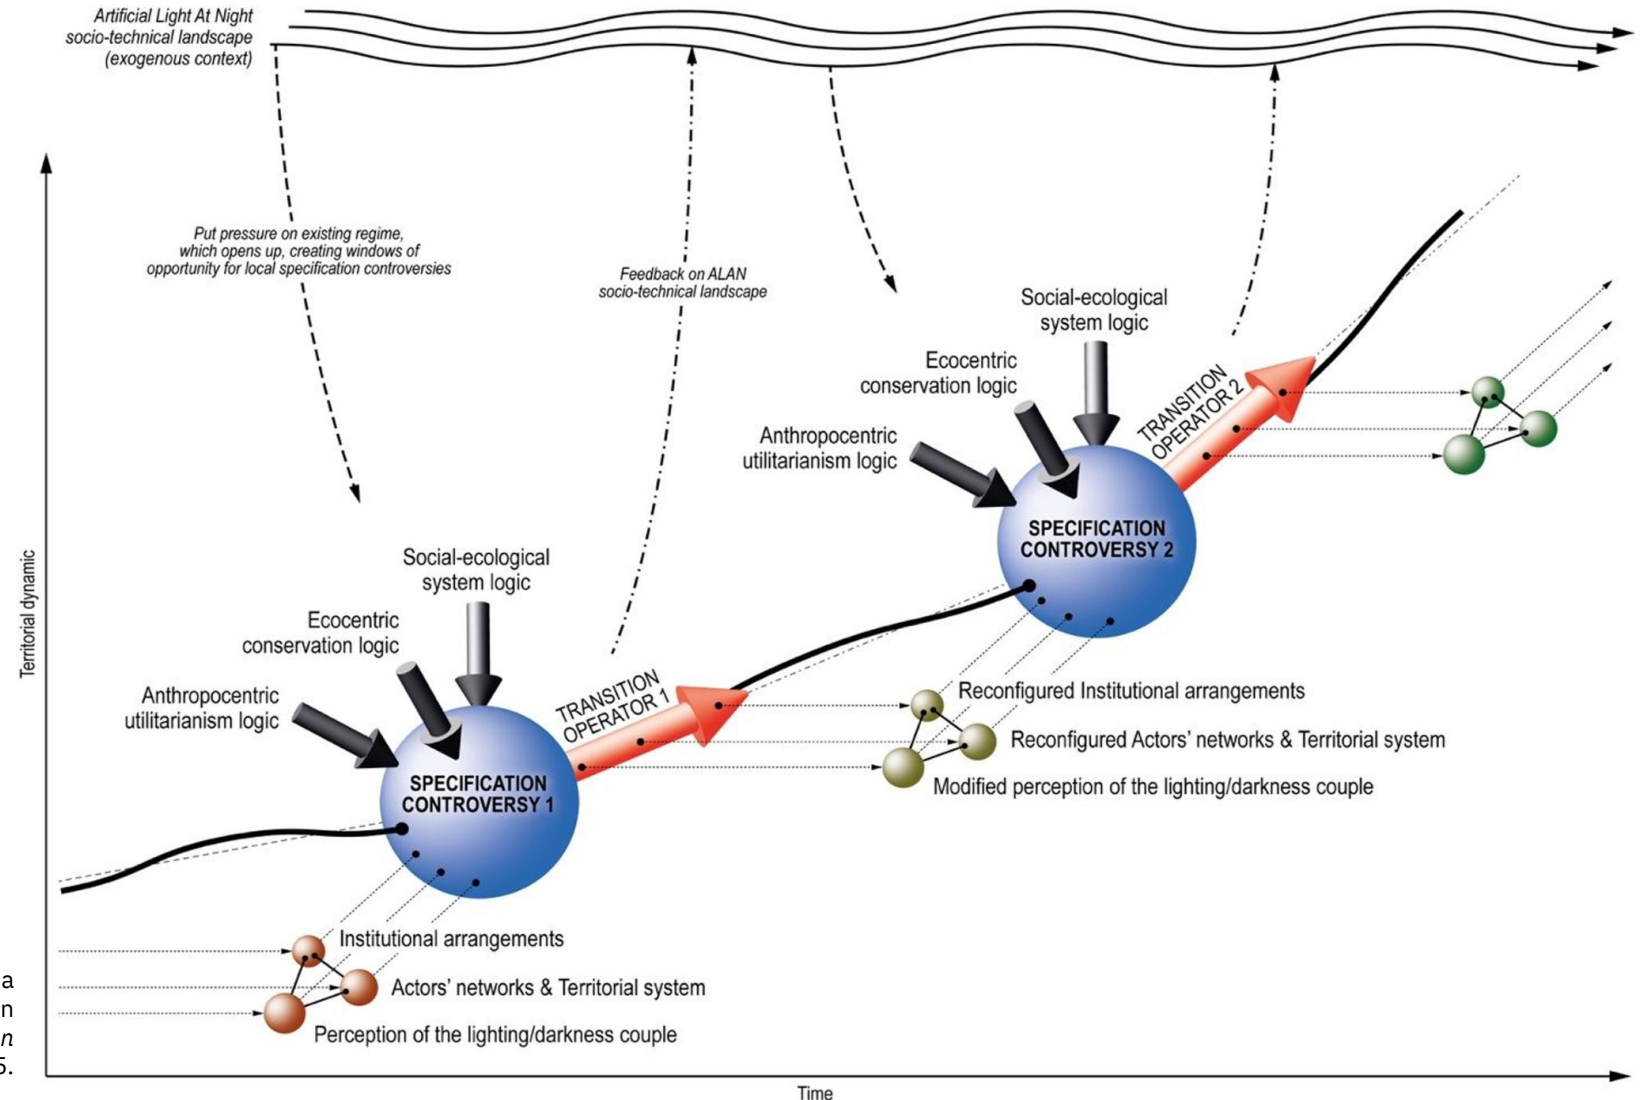 Artificial Light At Night
socio-technical landscape
(exogenous context)
Put pressure on existing regime,
which opens up, creating windows of
opportunity for local specification controversies
Feedback on ALAN
socio-technical landscape
Social-ecological
system logic
Ecocentric
conservation logic
Anthropocentric
utilitarianism logic
TRANSITION
OPERATOR 2
SPECIFICATION
CONTROVERSY 2
Territorial dynamic
Social-ecological
system logic
Ecocentric
conservation logic
Anthropocentric
utilitarianism logic
TRANSITION
OPERATOR 1
SPECIFICATION
CONTROVERSY 1
Reconfigured Institutional arrangements
Reconfigured Actors' networks & Territorial system
Modified perception of the lighting/darkness couple
Institutional arrangements
Actors' networks & Territorial system
Perception of the lighting/darkness couple
a
n
n
5.
Time